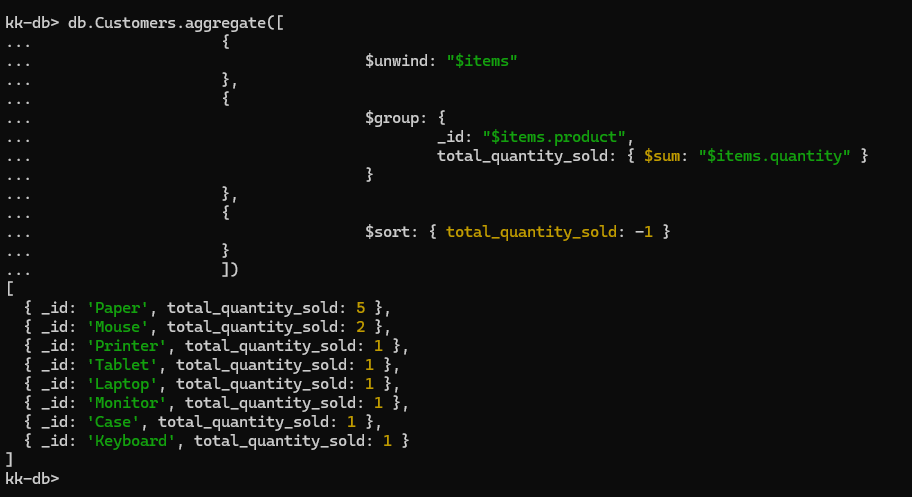 kk-db> db.Customers.aggregate([
... {
... $unwind: "$items"
... },
... {
... $group: {
... _id: "$items.product",
... total_quantity_sold: { $sum: "$items.quantity" }
... }
... },
... {
... $sort: { total_quantity_sold: -1 }
... }
... ])
[
{ _id: 'Paper', total_quantity_sold: 5 },
{ _id: 'Mouse', total_quantity_sold: 2 },
{ _id: 'Printer', total_quantity_sold: 1 },
{ _id: 'Tablet', total_quantity_sold: 1 },
{ _id: 'Laptop', total_quantity_sold: 1 },
{ _id: 'Monitor', total_quantity_sold: 1 },
{ _id: 'Case', total_quantity_sold: 1 },
{ _id: 'Keyboard', total_quantity_sold: 1 }
]
kk-db>